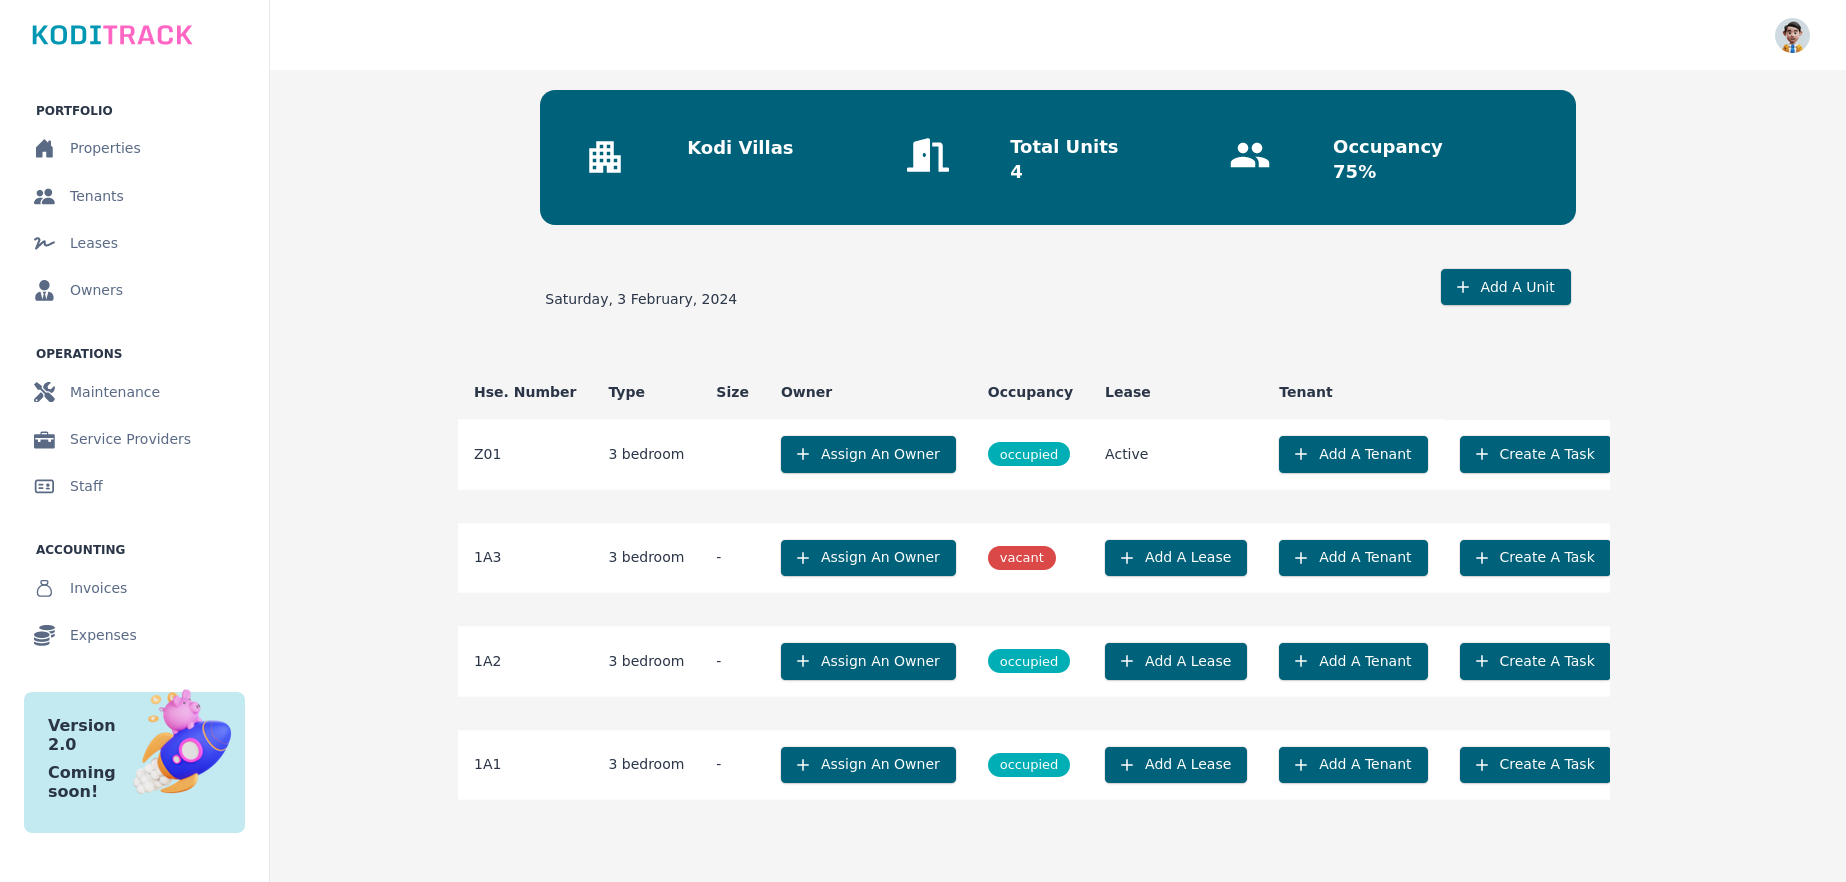 KODITRACK
PORTFOLIO
Properties
Tenants
Leases
Owners
OPERATIONS
Maintenance
Service Providers
Staff
ACCOUNTING
Invoices
Expenses
Version
2.0
Coming
soon!
Kodi Villas
Total Units
4
Occupancy
75%
Saturday, 3 February, 2024
Add A Unit
Hse. Number Type Size Owner Occupancy Lease Tenant
Z01 3 bedroom Assign An Owner occupied Active Add A Tenant Create A Task
1A3 3 bedroom - Assign An Owner vacant Add A Lease Add A Tenant Create A Task
1A2 3 bedroom - Assign An Owner occupied Add A Lease Add A Tenant Create A Task
1A1 3 bedroom - Assign An Owner occupied Add A Lease Add A Tenant Create A Task